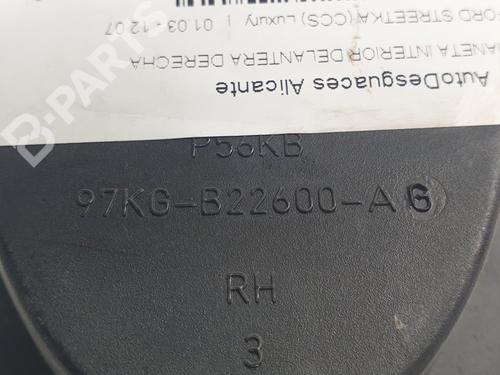 FORD STREETKA (CCS) Luxury | 01.03 - 12.07
MANETA INTERIOR DELANTERA DERECHA
AutoDesguaces Alicante
B-PARTS
P56KB
97KG-B22600-AG
RH
3